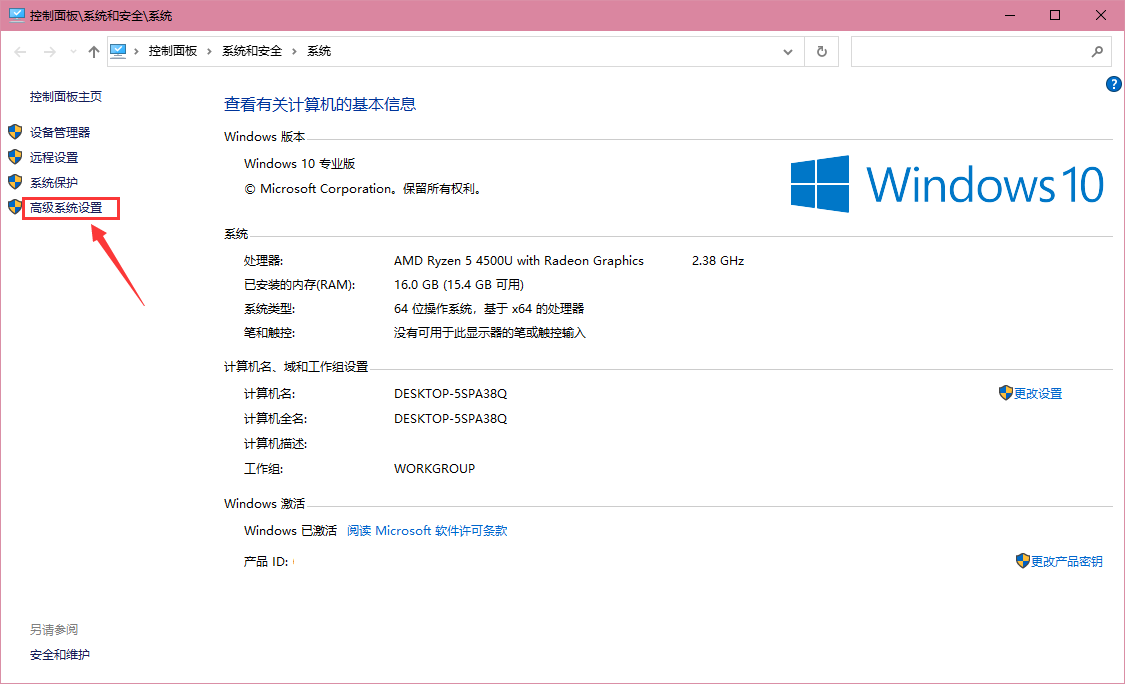 控制面板\系统和安全\系统
控制面板 › 系统和安全 › 系统
控制面板主页
设备管理器
远程设置
系统保护
高级系统设置
查看有关计算机的基本信息
Windows 版本
Windows 10 专业版
© Microsoft Corporation。保留所有权利。
Windows 10
系统
处理器: AMD Ryzen 5 4500U with Radeon Graphics 2.38 GHz
已安装的内存(RAM): 16.0 GB (15.4 GB 可用)
系统类型: 64 位操作系统，基于 x64 的处理器
笔和触控: 没有可用于此显示器的笔或触控输入
计算机名、域和工作组设置
计算机名: DESKTOP-5SPA38Q 更改设置
计算机全名: DESKTOP-5SPA38Q
计算机描述:
工作组: WORKGROUP
Windows 激活
Windows 已激活 阅读 Microsoft 软件许可条款
产品 ID: 更改产品密钥
另请参阅
安全和维护